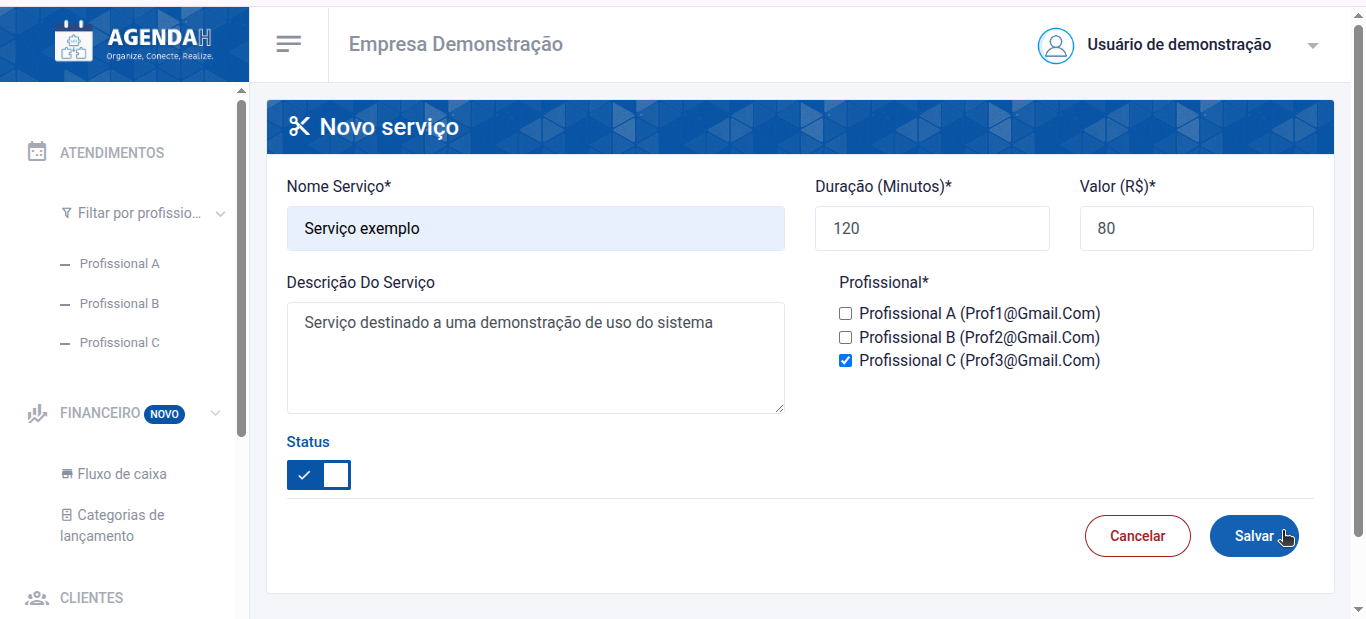 AGENDAH
Organize, Conecte, Realize.
Empresa Demonstração
Usuário de demonstração
ATENDIMENTOS
Filtar por profissio...
Profissional A
Profissional B
Profissional C
FINANCEIRO NOVO
Fluxo de caixa
Categorias de
lançamento
CLIENTES
Novo serviço
Nome Serviço*
Duração (Minutos)*
Valor (R$)*
Serviço exemplo
120
80
Descrição Do Serviço
Profissional*
Serviço destinado a uma demonstração de uso do sistema
Profissional A (Prof1@Gmail.Com)
Profissional B (Prof2@Gmail.Com)
Profissional C (Prof3@Gmail.Com)
Status
Cancelar
Salvar